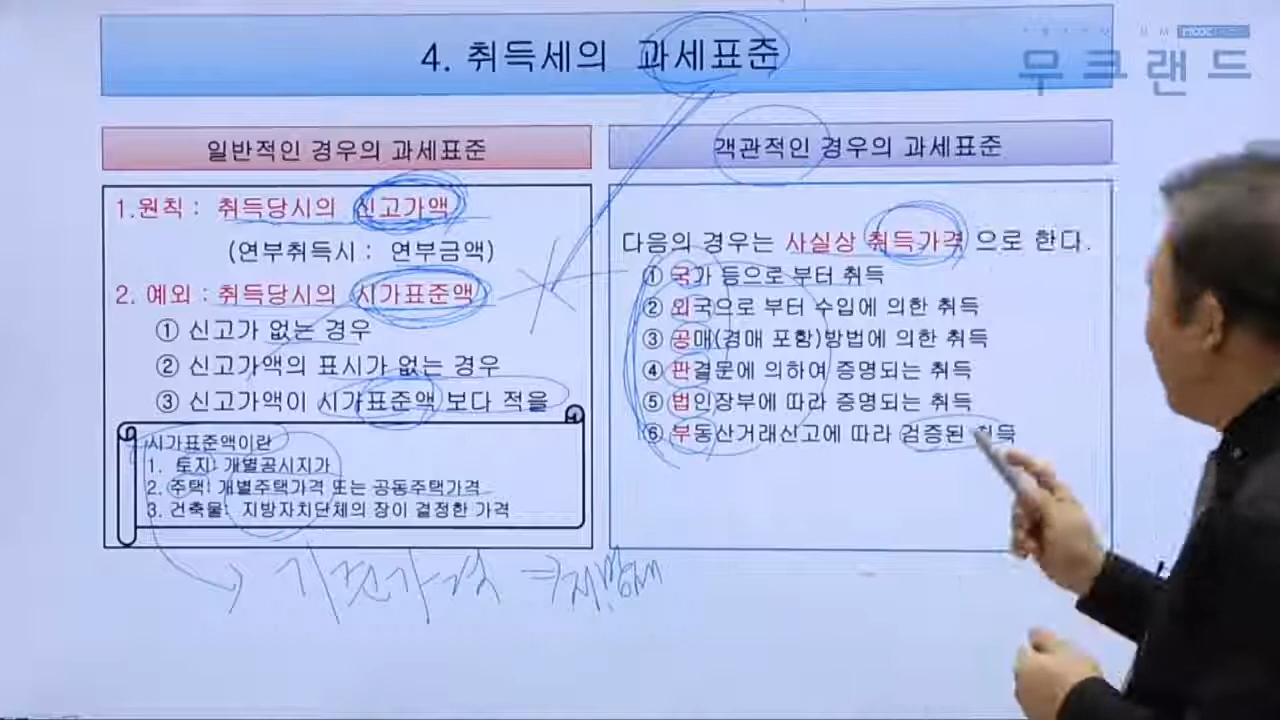 4. 취득세의 과세표준
MOOC
무크랜드
일반적인 경우의 과세표준
1.원칙 : 취득당시의 신고가액
(연부취득시 : 연부금액)
2. 예외 : 취득당시의 시가표준액
① 신고가 없는 경우
② 신고가액의 표시가 없는 경우
③ 신고가액이 시가표준액 보다 적을
시가표준액이란
1. 토지: 개별공시지가
2. 주택: 개별주택가격 또는 공동주택가격
3. 건축물: 지방자치단체의 장이 결정한 가격
객관적인 경우의 과세표준
다음의 경우는 사실상 취득가격 으로 한다.
① 국가 등으로 부터 취득
② 외국으로 부터 수입에 의한 취득
③ 공매(경매 포함)방법에 의한 취득
④ 판결문에 의하여 증명되는 취득
⑤ 법인장부에 따라 증명되는 취득
⑥ 부동산거래신고에 따라 검증된 취득
기준가격